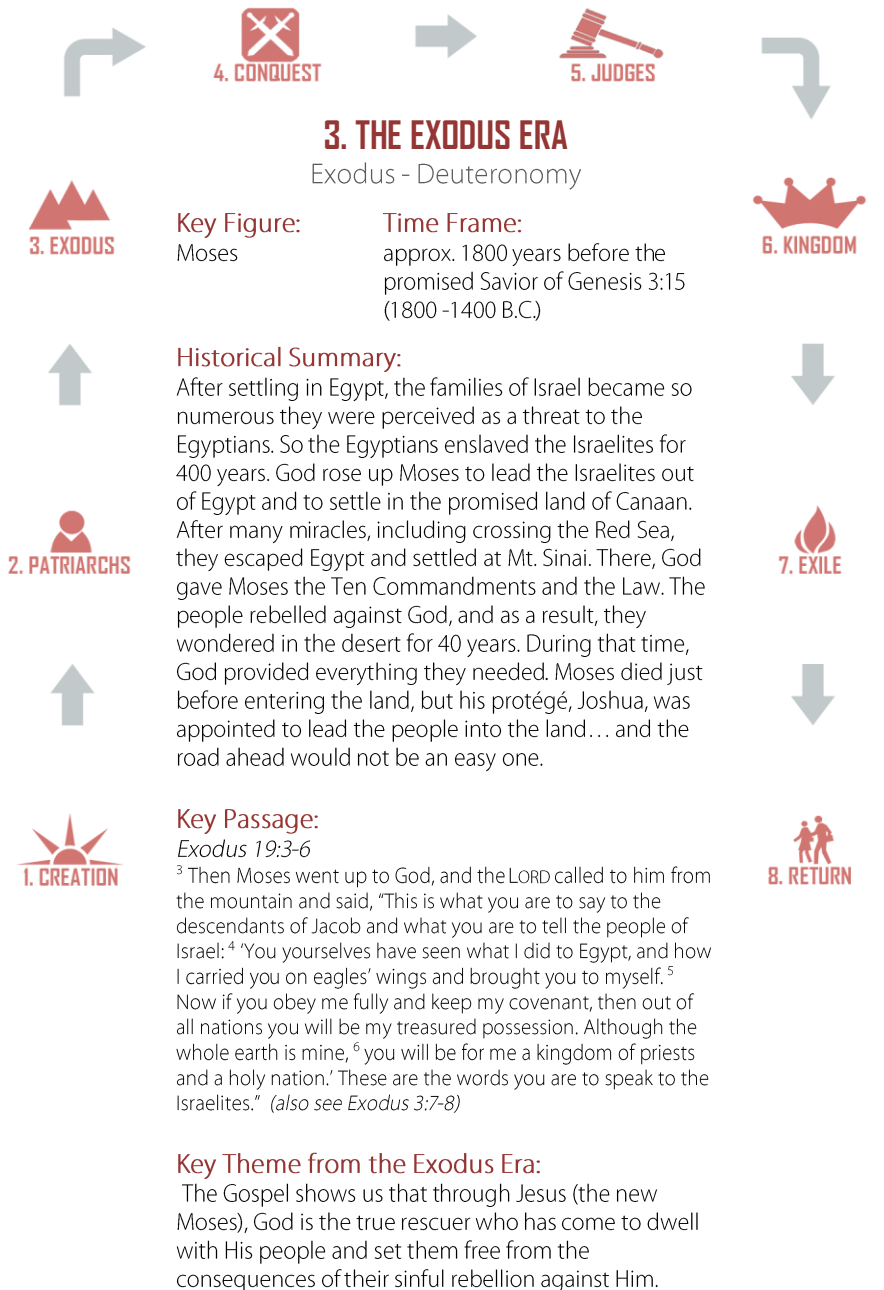 4. CONQUEST
5. JUDGES
3. THE EXODUS ERA
Exodus - Deuteronomy
3. EXODUS
6. KINGDOM
Key Figure:
Moses
Time Frame:
approx. 1800 years before the
promised Savior of Genesis 3:15
(1800 -1400 B.C.)
Historical Summary:
After settling in Egypt, the families of Israel became so
numerous they were perceived as a threat to the
Egyptians. So the Egyptians enslaved the Israelites for
400 years. God rose up Moses to lead the Israelites out
of Egypt and to settle in the promised land of Canaan.
After many miracles, including crossing the Red Sea,
they escaped Egypt and settled at Mt. Sinai. There, God
gave Moses the Ten Commandments and the Law. The
people rebelled against God, and as a result, they
wondered in the desert for 40 years. During that time,
God provided everything they needed. Moses died just
before entering the land, but his protégé, Joshua, was
appointed to lead the people into the land… and the
road ahead would not be an easy one.
2. PATRIARCHS
7. EXILE
1. CREATION
8. RETURN
Key Passage:
Exodus 19:3-6
3 Then Moses went up to God, and the LORD called to him from
the mountain and said, “This is what you are to say to the
descendants of Jacob and what you are to tell the people of
Israel: 4 ‘You yourselves have seen what I did to Egypt, and how
I carried you on eagles’ wings and brought you to myself. 5
Now if you obey me fully and keep my covenant, then out of
all nations you will be my treasured possession. Although the
whole earth is mine, 6 you will be for me a kingdom of priests
and a holy nation.’ These are the words you are to speak to the
Israelites.” (also see Exodus 3:7-8)
Key Theme from the Exodus Era:
The Gospel shows us that through Jesus (the new
Moses), God is the true rescuer who has come to dwell
with His people and set them free from the
consequences of their sinful rebellion against Him.